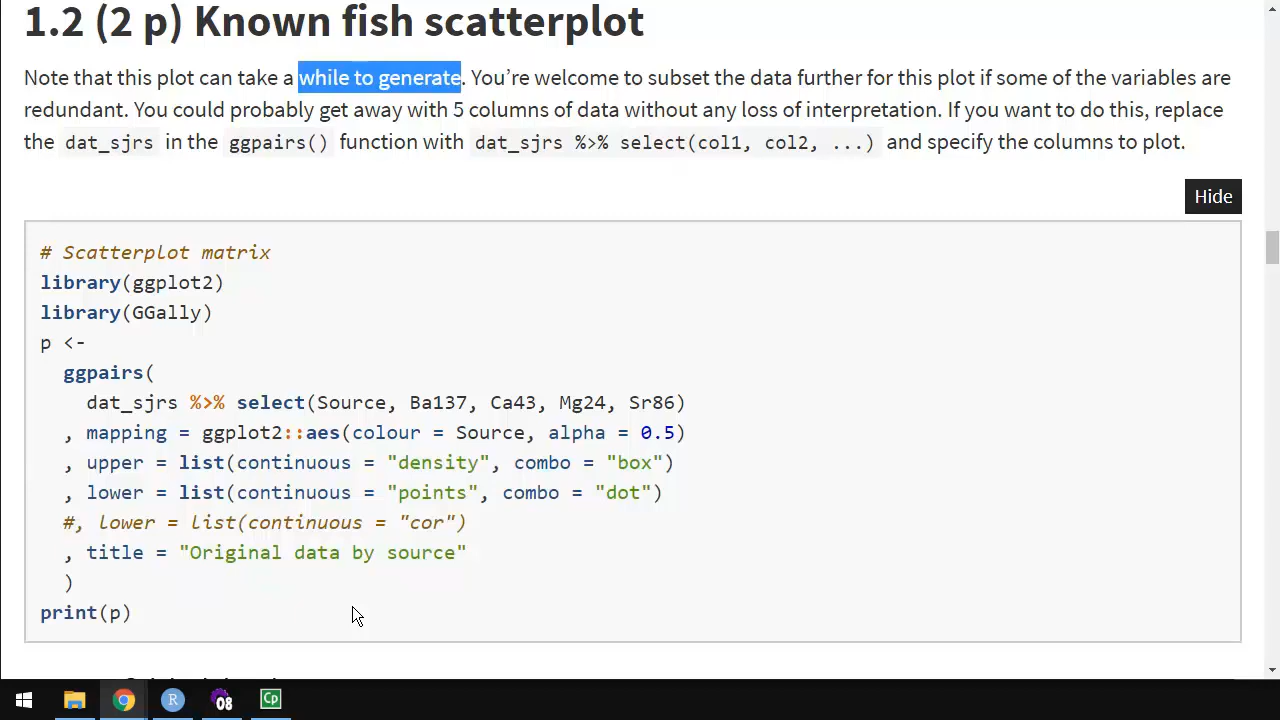 1.2 (2 p) Known fish scatterplot
Note that this plot can take a while to generate. You’re welcome to subset the data further for this plot if some of the variables are
redundant. You could probably get away with 5 columns of data without any loss of interpretation. If you want to do this, replace
the dat_sjrs in the ggpairs() function with dat_sjrs %>% select(col1, col2, ...) and specify the columns to plot.
Hide
# Scatterplot matrix
library(ggplot2)
library(GGally)
p <-
  ggpairs(
    dat_sjrs %>% select(Source, Ba137, Ca43, Mg24, Sr86)
  , mapping = ggplot2::aes(colour = Source, alpha = 0.5)
  , upper = list(continuous = "density", combo = "box")
  , lower = list(continuous = "points", combo = "dot")
  #, lower = list(continuous = "cor")
  , title = "Original data by source"
  )
print(p)
R
08
Cp